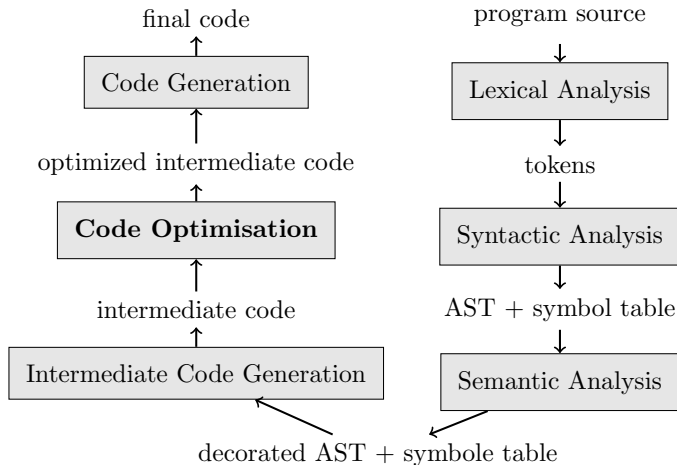 program source
Lexical Analysis
tokens
Syntactic Analysis
AST + symbol table
Semantic Analysis
decorated AST + symbole table
Intermediate Code Generation
intermediate code
Code Optimisation
optimized intermediate code
Code Generation
final code